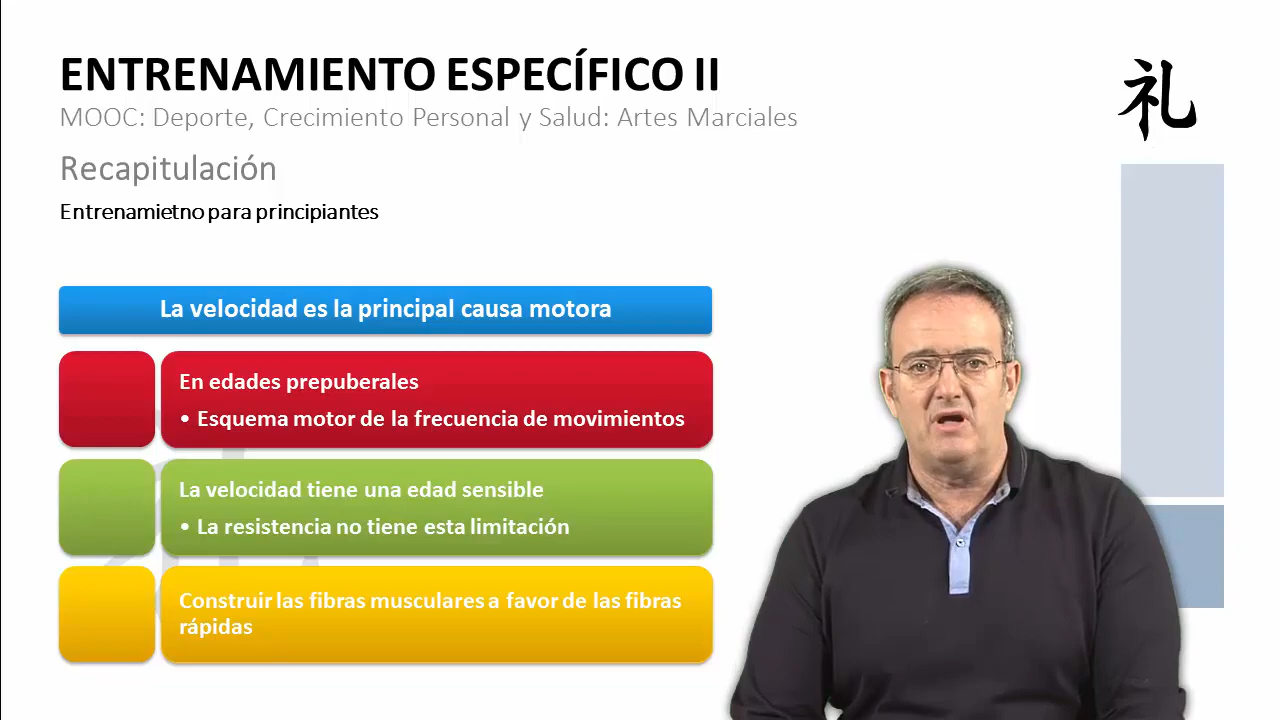 ENTRENAMIENTO ESPECÍFICO II
礼
MOOC: Deporte, Crecimiento Personal y Salud: Artes Marciales
Recapitulación
Entrenamietno para principiantes
La velocidad es la principal causa motora
En edades prepuberales
• Esquema motor de la frecuencia de movimientos
La velocidad tiene una edad sensible
• La resistencia no tiene esta limitación
Construir las fibras musculares a favor de las fibras
rápidas